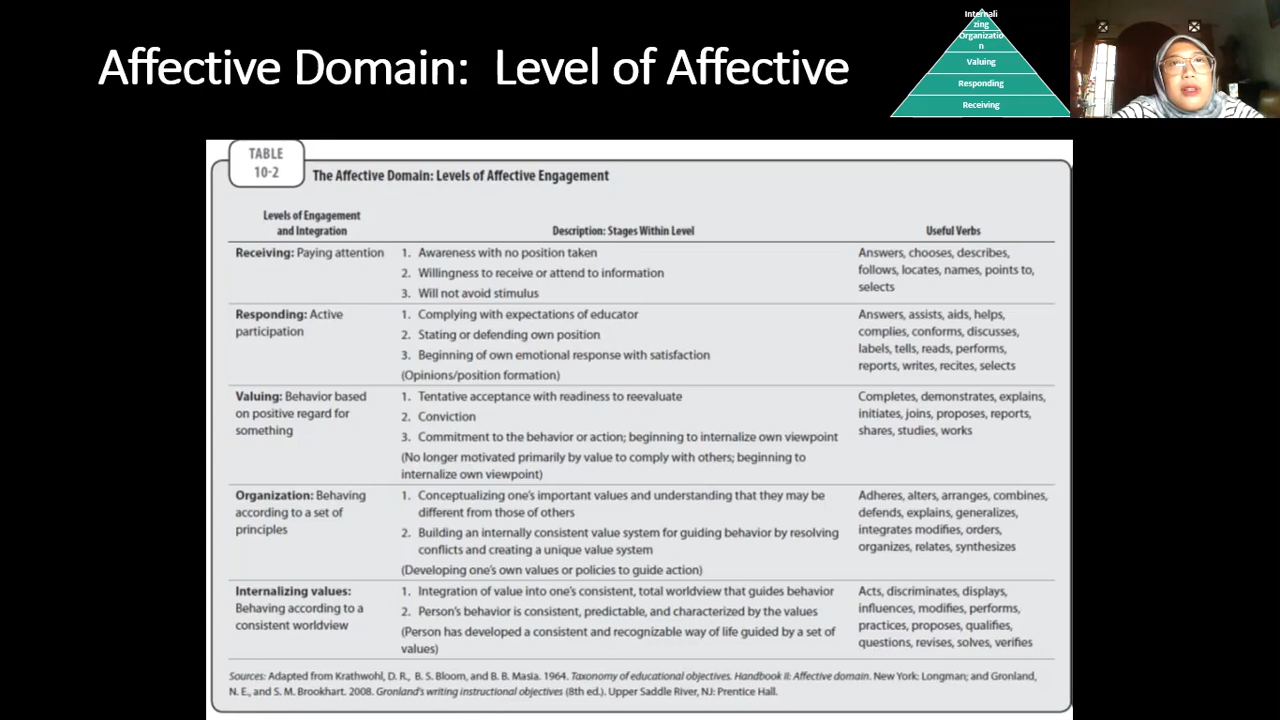 Affective Domain: Level of Affective
Internali
zing
Organizatio
n
Valuing
Responding
Receiving
TABLE
10-2
The Affective Domain: Levels of Affective Engagement
Levels of Engagement
and Integration
Description: Stages Within Level
Useful Verbs
Receiving: Paying attention
1. Awareness with no position taken
2. Willingness to receive or attend to information
3. Will not avoid stimulus
Answers, chooses, describes,
follows, locates, names, points to,
selects
Responding: Active
participation
1. Complying with expectations of educator
2. Stating or defending own position
3. Beginning of own emotional response with satisfaction
(Opinions/position formation)
Answers, assists, aids, helps,
complies, conforms, discusses,
labels, tells, reads, performs,
reports, writes, recites, selects
Valuing: Behavior based
on positive regard for
something
1. Tentative acceptance with readiness to reevaluate
2. Conviction
3. Commitment to the behavior or action; beginning to internalize own viewpoint
(No longer motivated primarily by value to comply with others; beginning to
internalize own viewpoint)
Completes, demonstrates, explains,
initiates, joins, proposes, reports,
shares, studies, works
Organization: Behaving
according to a set of
principles
1. Conceptualizing one's important values and understanding that they may be
different from those of others
2. Building an internally consistent value system for guiding behavior by resolving
conflicts and creating a unique value system
(Developing one's own values or policies to guide action)
Adheres, alters, arranges, combines,
defends, explains, generalizes,
integrates modifies, orders,
organizes, relates, synthesizes
Internalizing values:
Behaving according to a
consistent worldview
1. Integration of value into one's consistent, total worldview that guides behavior
2. Person's behavior is consistent, predictable, and characterized by the values
(Person has developed a consistent and recognizable way of life guided by a set of
values)
Acts, discriminates, displays,
influences, modifies, performs,
practices, proposes, qualifies,
questions, revises, solves, verifies
Sources: Adapted from Krathwohl, D. R., B. S. Bloom, and B. B. Masia. 1964. Taxonomy of educational objectives. Handbook II: Affective domain. New York: Longman; and Gronland,
N. E., and S. M. Brookhart. 2008. Gronland's writing instructional objectives (8th ed.). Upper Saddle River, NJ: Prentice Hall.